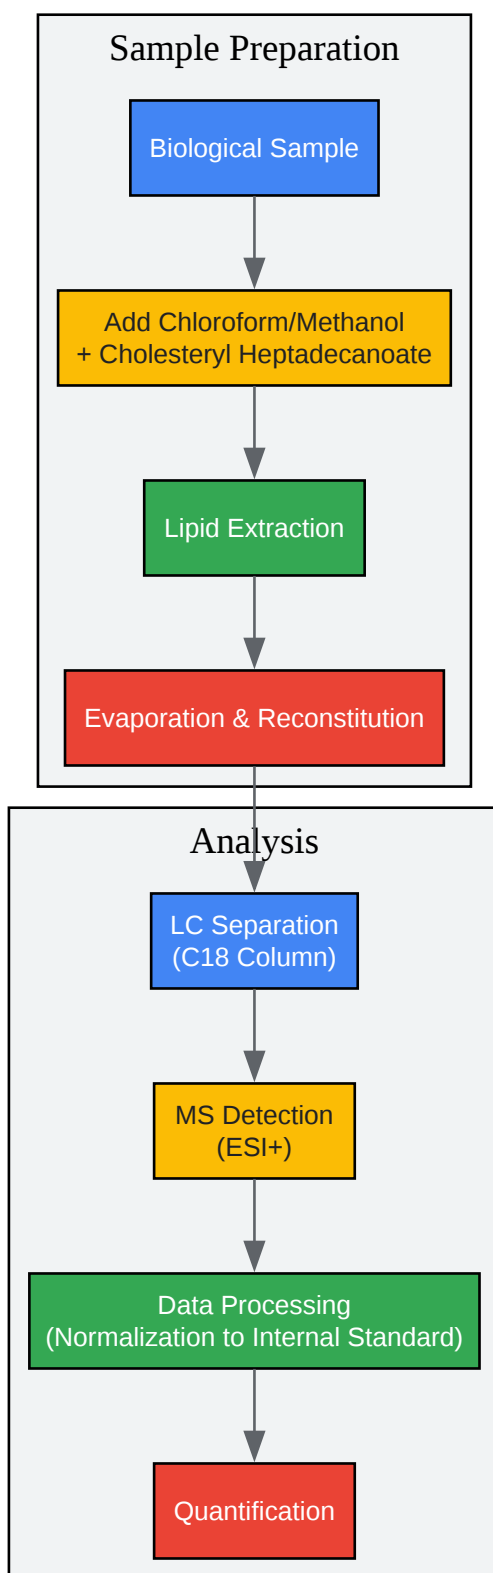 Sample Preparation
Biological Sample
Add Chloroform/Methanol
+ Cholesteryl Heptadecanoate
Lipid Extraction
Evaporation & Reconstitution
Analysis
LC Separation
(C18 Column)
MS Detection
(ESI+)
Data Processing
(Normalization to Internal Standard)
Quantification